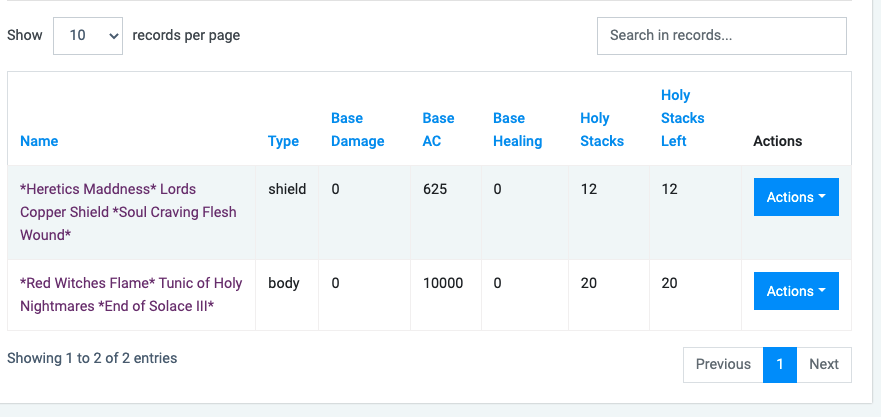 Show 10 records per page Search in records...
Holy
Base Base Base Holy Stacks
Name Type Damage AC Healing Stacks Left Actions
*Heretics Maddness* Lords shield 0 625 0 12 12 Actions
Copper Shield *Soul Craving Flesh
Wound*
*Red Witches Flame* Tunic of Holy body 0 10000 0 20 20 Actions
Nightmares *End of Solace III*
Showing 1 to 2 of 2 entries Previous 1 Next